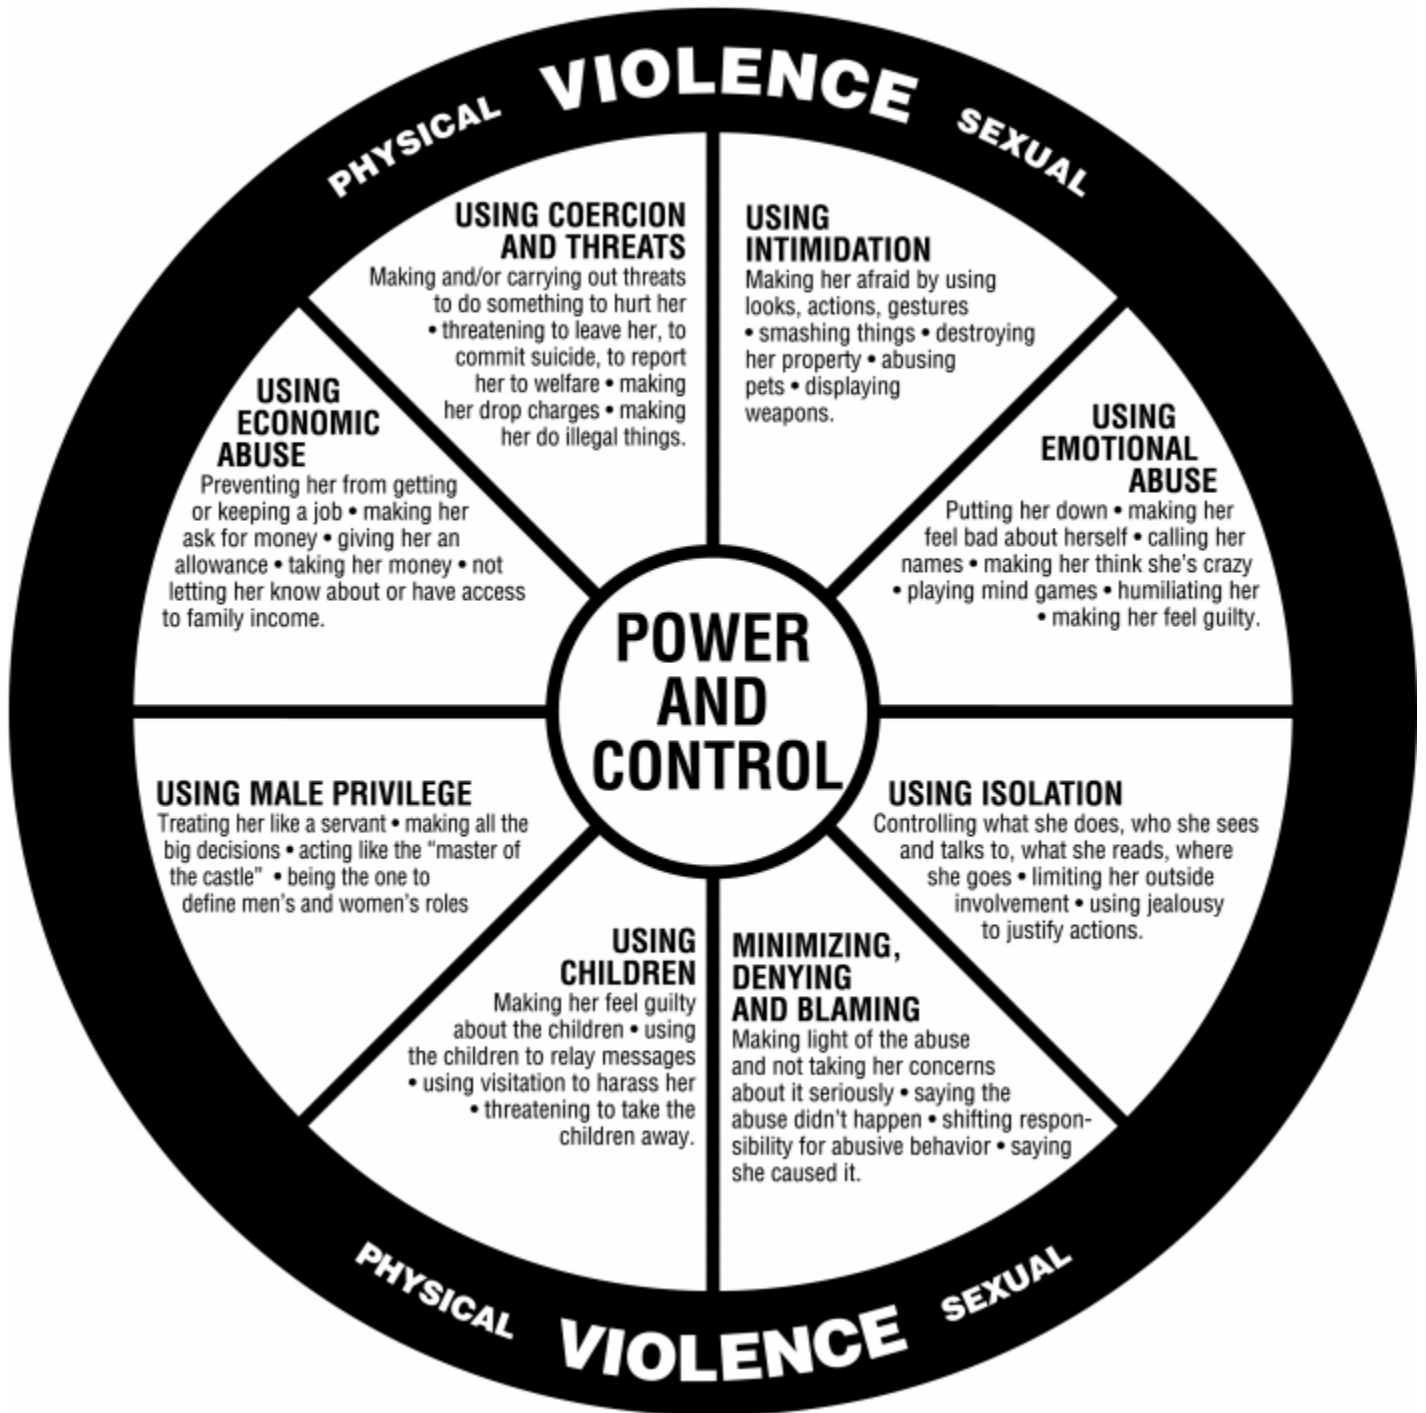 PHYSICAL VIOLENCE SEXUAL
USING COERCION
AND THREATS
Making and/or carrying out threats
to do something to hurt her
• threatening to leave her, to
commit suicide, to report
her to welfare • making
her drop charges • making
her do illegal things.
USING
INTIMIDATION
Making her afraid by using
looks, actions, gestures
• smashing things • destroying
her property • abusing
pets • displaying
weapons.
USING
EMOTIONAL
ABUSE
Putting her down • making her
feel bad about herself • calling her
names • making her think she's crazy
• playing mind games • humiliating her
• making her feel guilty.
USING ISOLATION
Controlling what she does, who she sees
and talks to, what she reads, where
she goes • limiting her outside
involvement • using jealousy
to justify actions.
MINIMIZING,
DENYING
AND BLAMING
Making light of the abuse
and not taking her concerns
about it seriously • saying the
abuse didn't happen • shifting respon-
sibility for abusive behavior • saying
she caused it.
USING
CHILDREN
Making her feel guilty
about the children • using
the children to relay messages
• using visitation to harass her
• threatening to take the
children away.
USING MALE PRIVILEGE
Treating her like a servant • making all the
big decisions • acting like the “master of
the castle” • being the one to
define men's and women's roles
USING
ECONOMIC
ABUSE
Preventing her from getting
or keeping a job • making her
ask for money • giving her an
allowance • taking her money • not
letting her know about or have access
to family income.
POWER
AND
CONTROL
PHYSICAL VIOLENCE SEXUAL